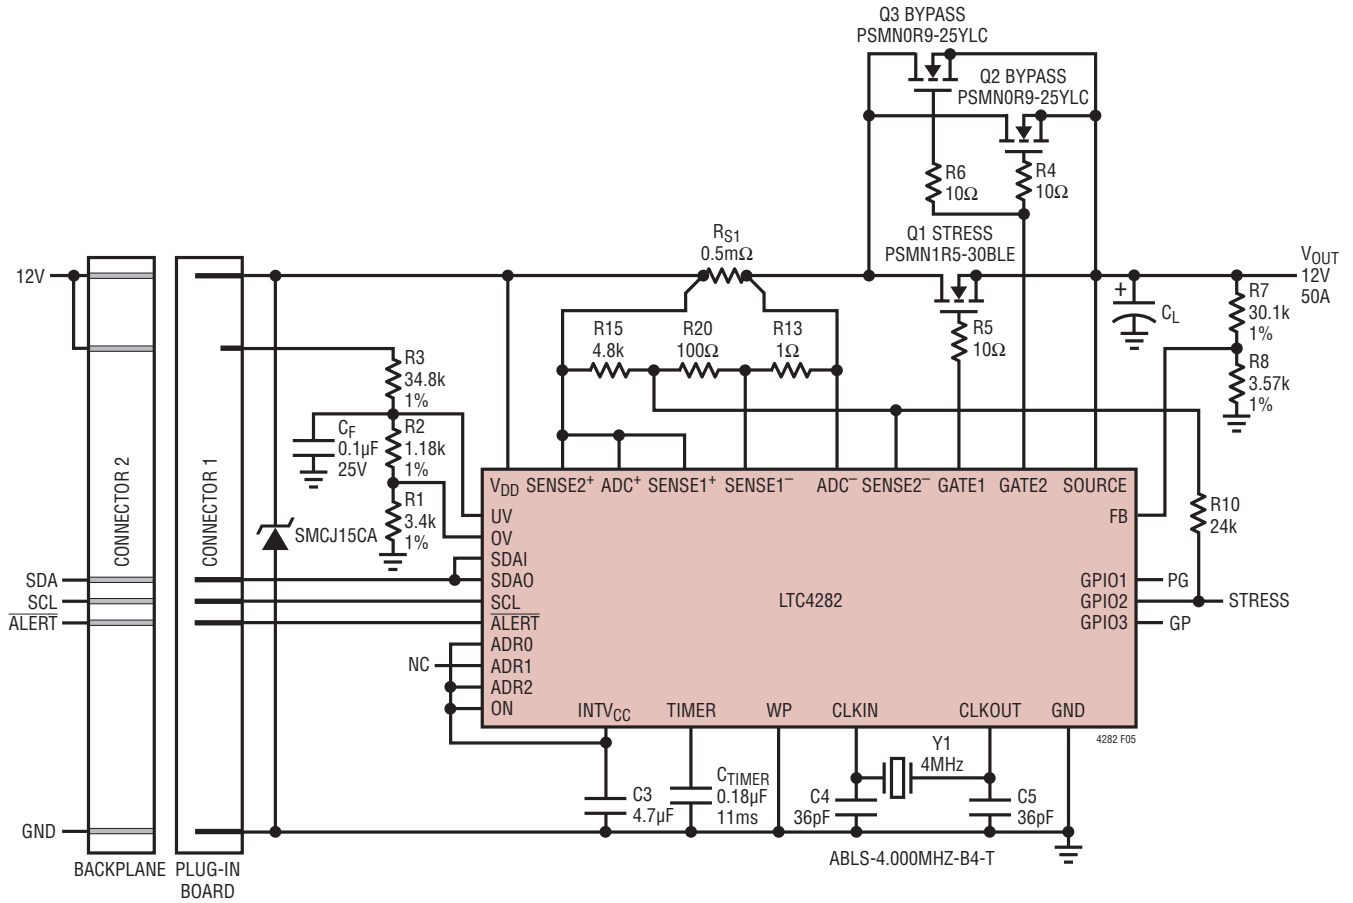 Q3 BYPASS
PSMN0R9-25YLC
Q2 BYPASS
PSMN0R9-25YLC
R6
10Ω
R4
10Ω
Q1 STRESS
PSMN1R5-30BLE
RS1
0.5mΩ
12V
VOUT
12V
50A
+
CL
R7
30.1k
1%
R8
3.57k
1%
R5
10Ω
R15
4.8k
R20
100Ω
R13
1Ω
R3
34.8k
1%
CF
0.1µF
25V
R2
1.18k
1%
R1
3.4k
1%
CONNECTOR 2
CONNECTOR 1
SMCJ15CA
VDD
SENSE2+
ADC+
SENSE1+
SENSE1–
ADC–
SENSE2–
GATE1
GATE2
SOURCE
UV
OV
SDAI
SDAO
SCL
ALERT
ADR0
ADR1
ADR2
ON
NC
FB
R10
24k
GPIO1
PG
GPIO2
STRESS
GPIO3
GP
LTC4282
SDA
SCL
ALERT
GND
INTVCC
TIMER
WP
CLKIN
CLKOUT
GND
4282 F05
C3
4.7µF
CTIMER
0.18µF
11ms
C4
36pF
Y1
4MHz
C5
36pF
ABLS-4.000MHZ-B4-T
BACKPLANE
PLUG-IN
BOARD